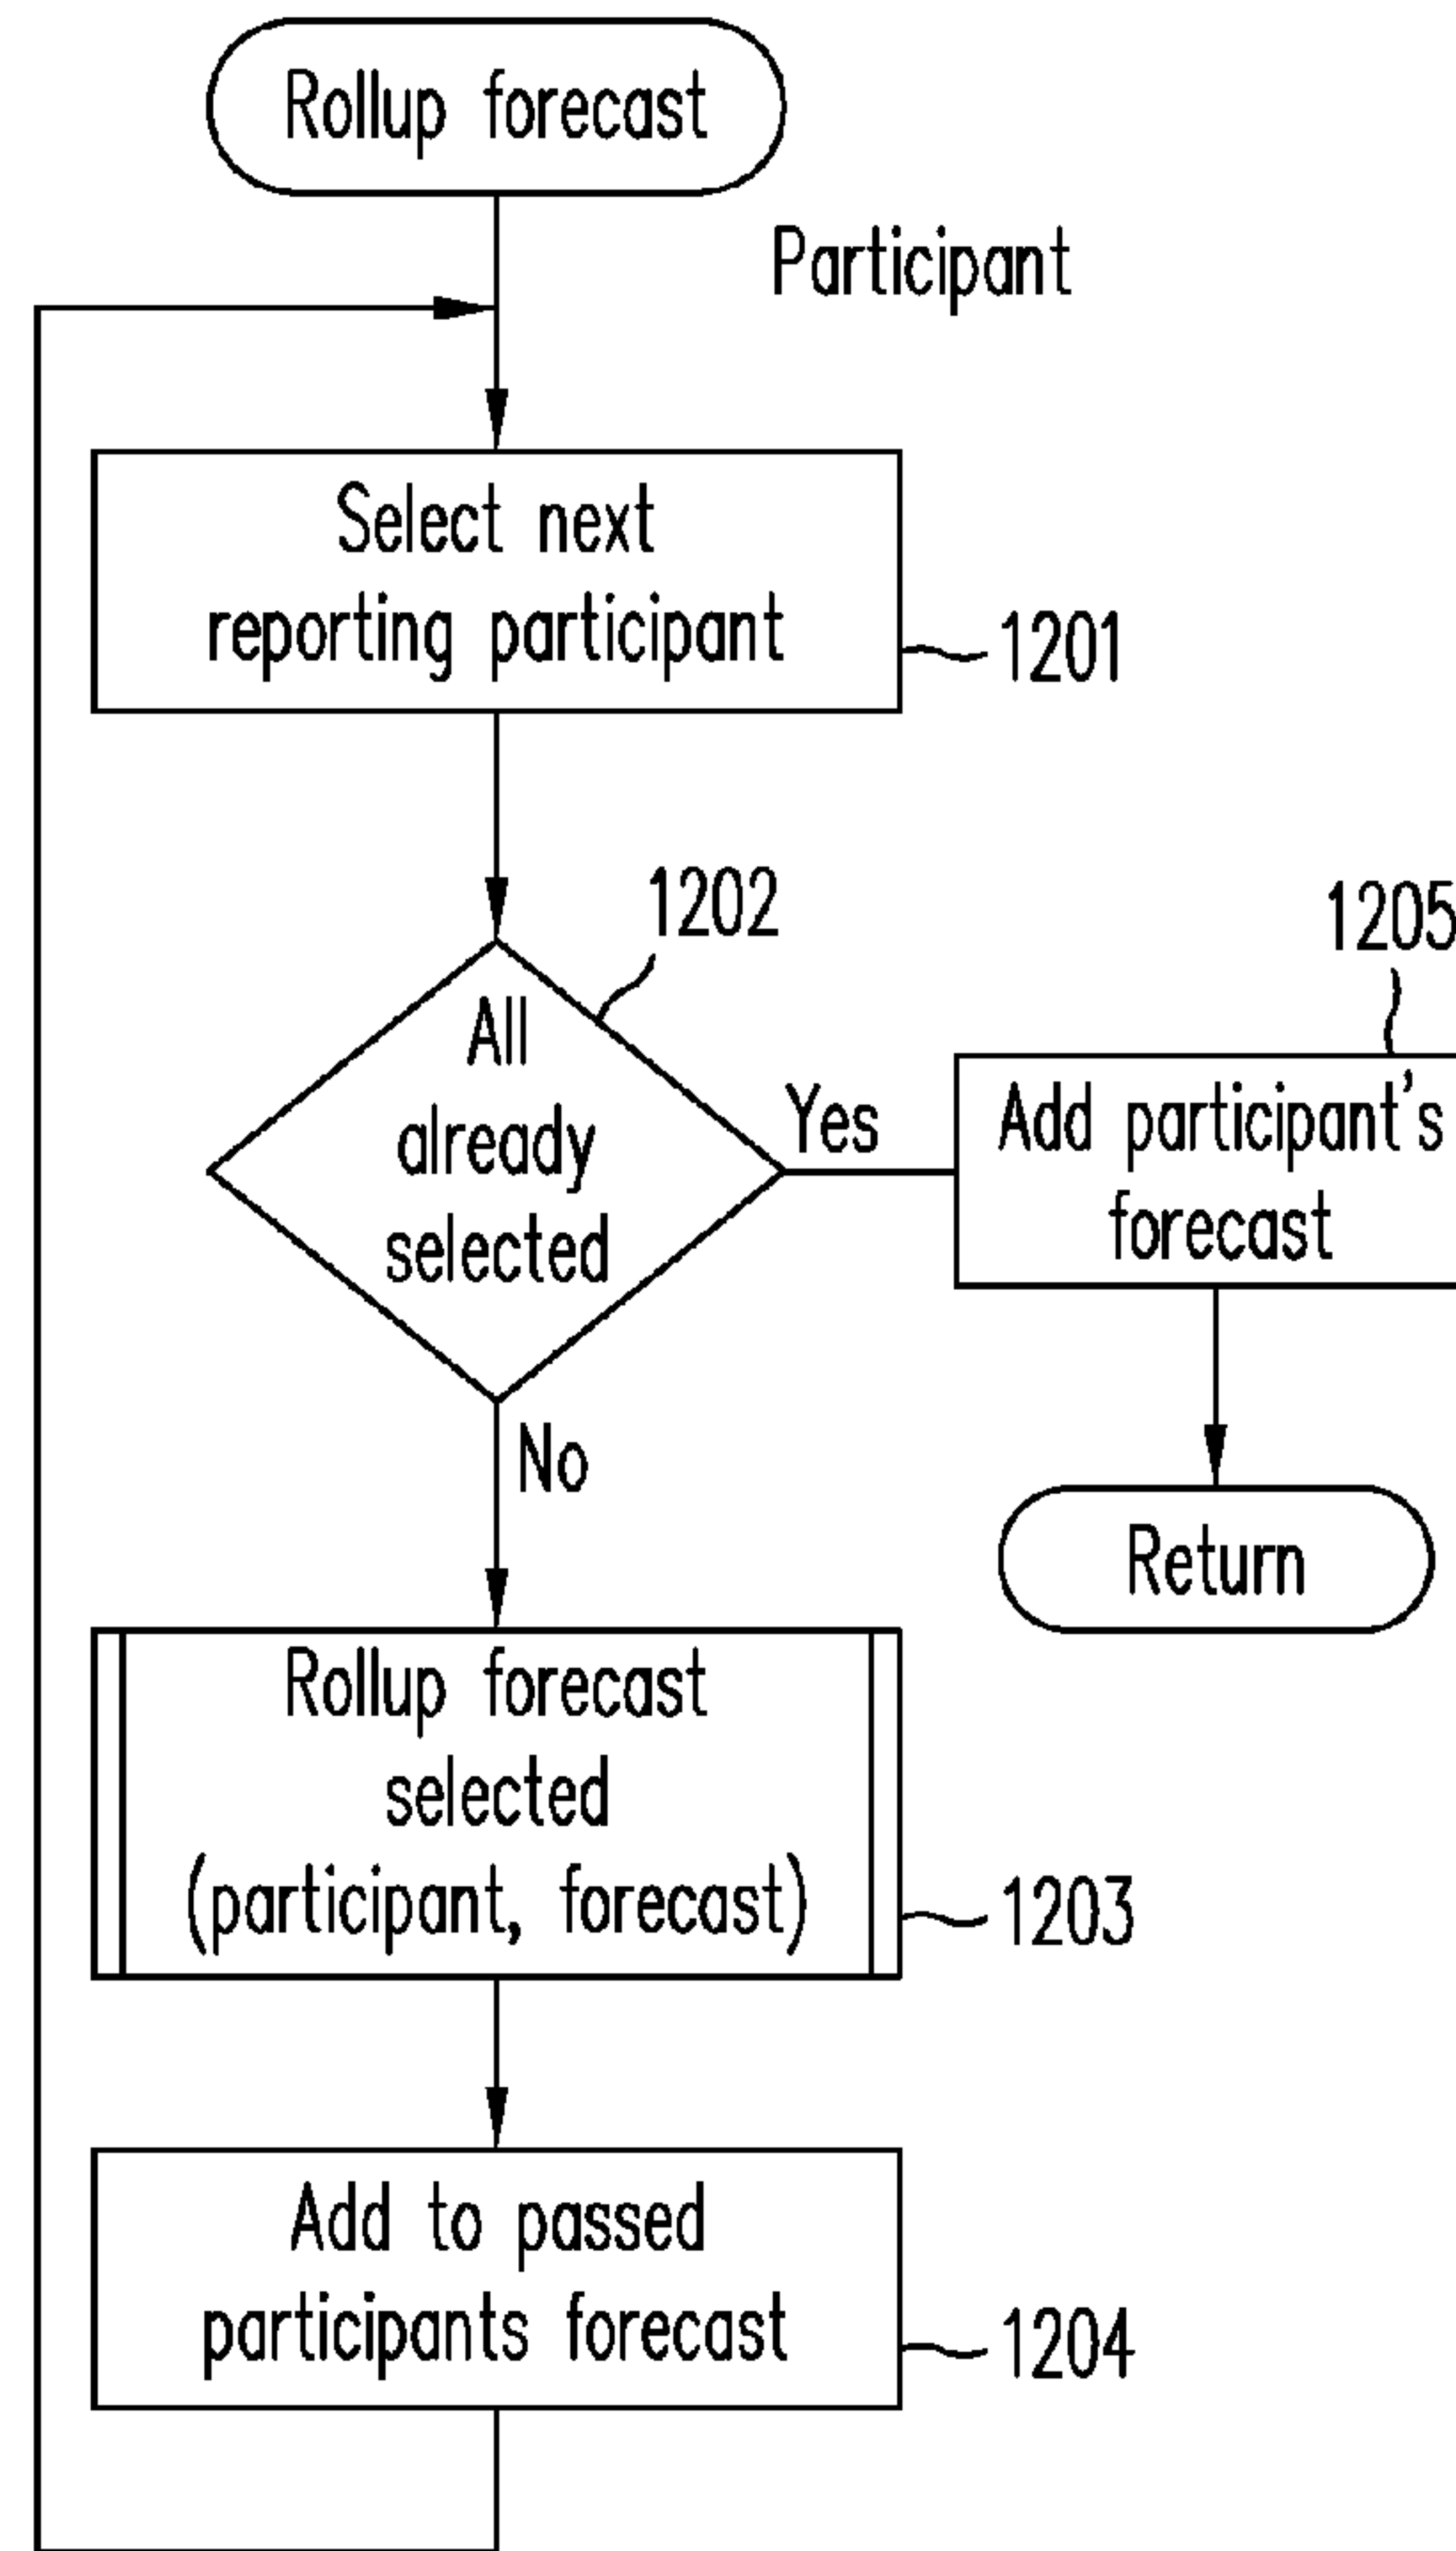 Rollup forecast
Participant
Select next
reporting participant
1201
1202
All
already
selected
Yes
1205
Add participant's
forecast
No
Return
Rollup forecast
selected
(participant, forecast)
1203
Add to passed
participants forecast
1204